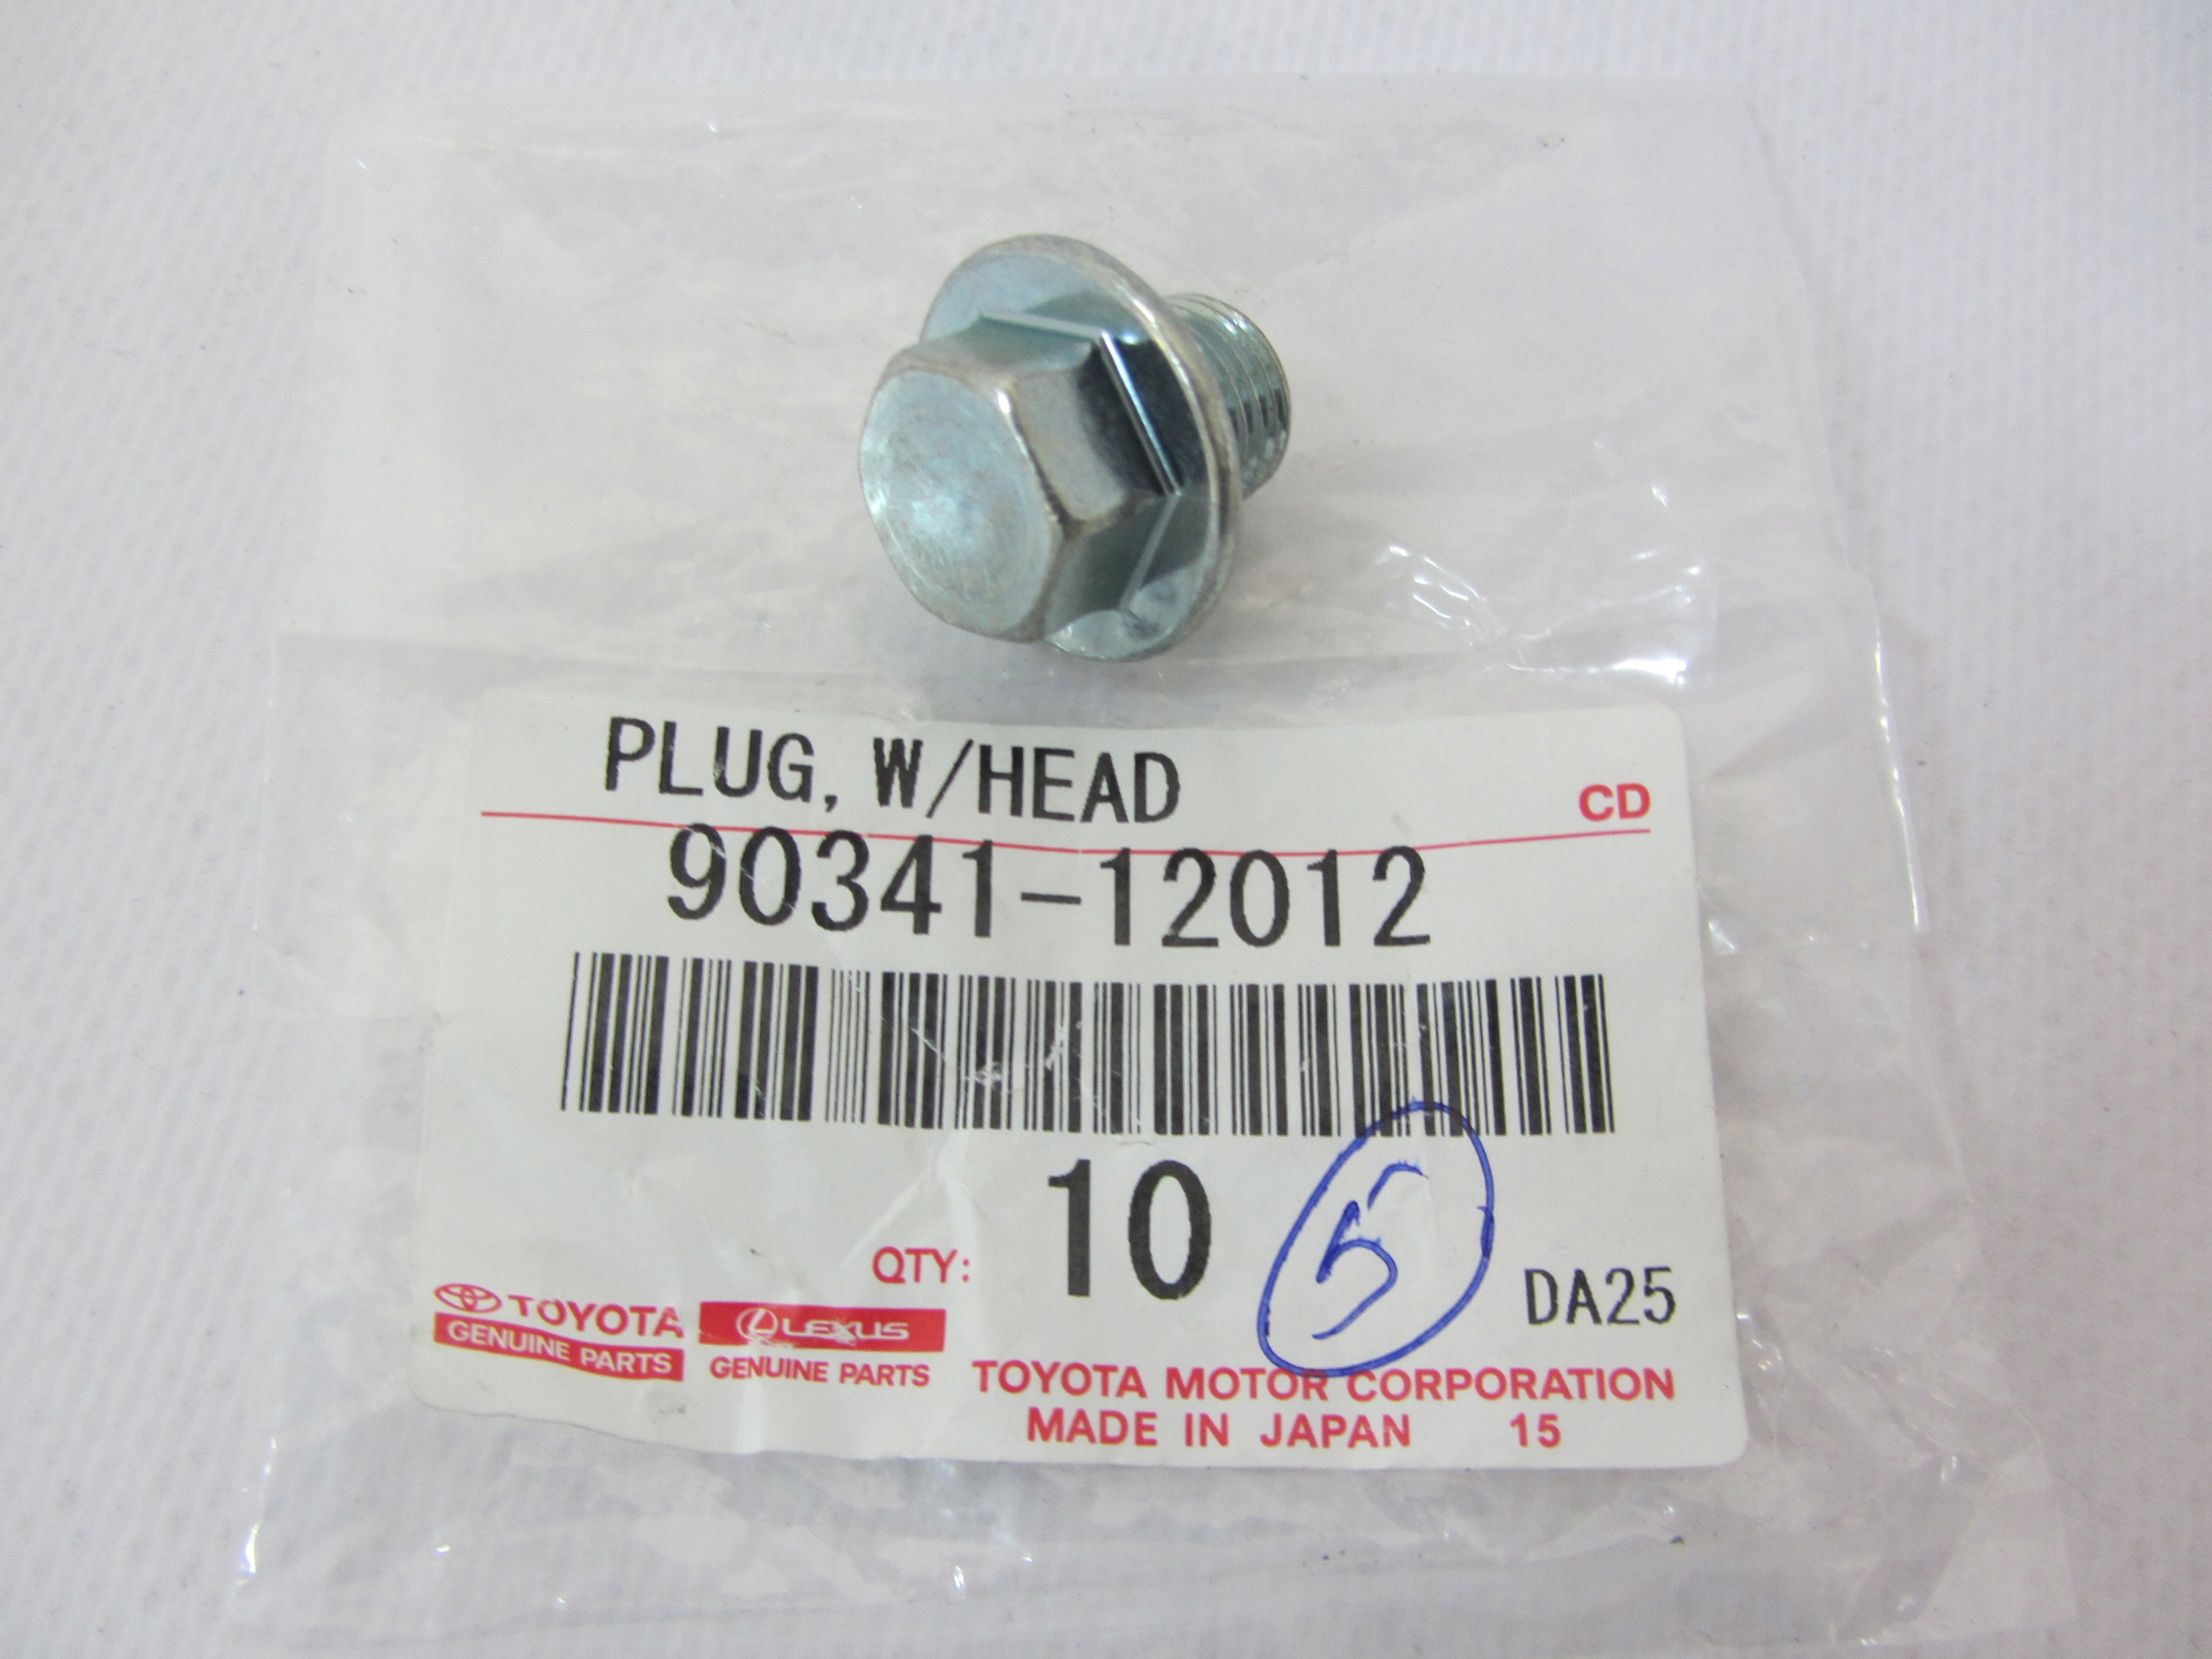 PLUG, W/HEAD
CD
90341-12012
QTY: 10
5
DA25
TOYOTA
GENUINE PARTS
LEXUS
GENUINE PARTS
TOYOTA MOTOR CORPORATION
MADE IN JAPAN 15